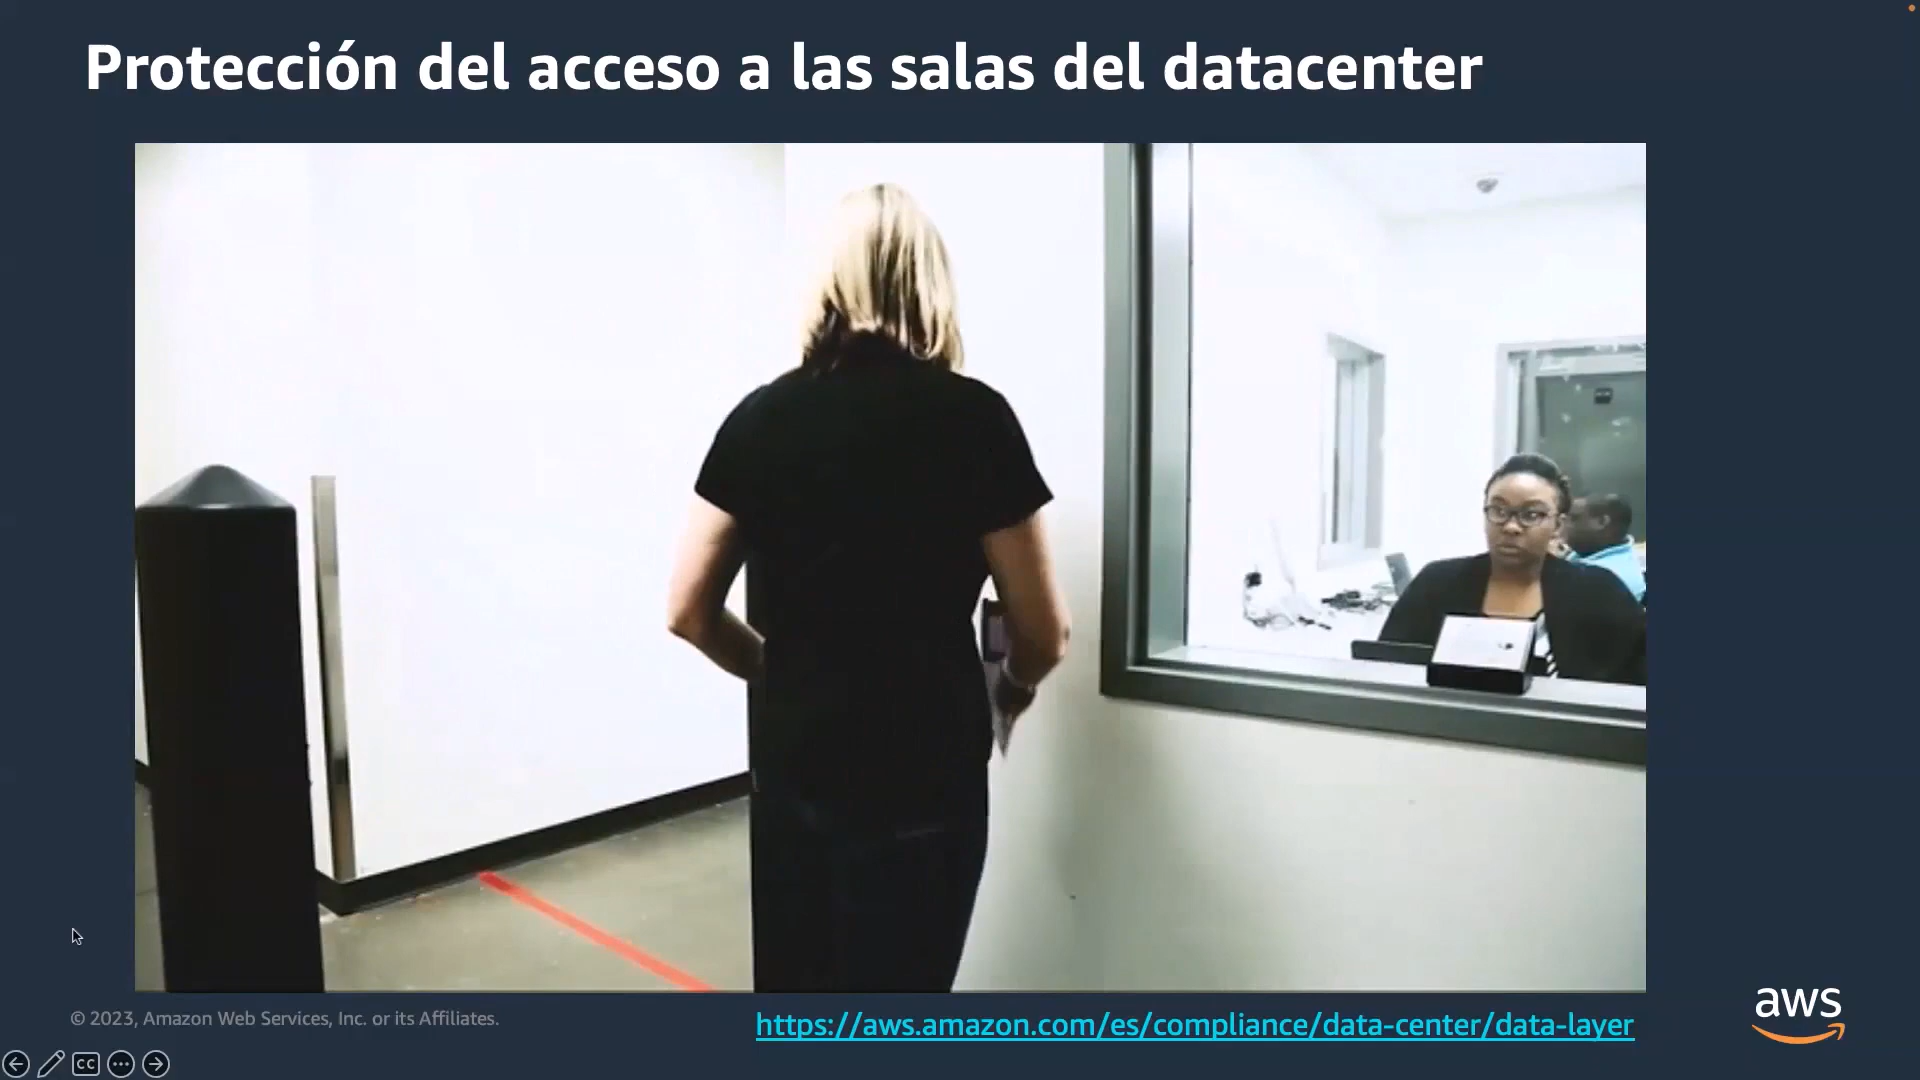 Protección del acceso a las salas del datacenter
© 2023, Amazon Web Services, Inc. or its Affiliates.
https://aws.amazon.com/es/compliance/data-center/data-layer
aws
CC